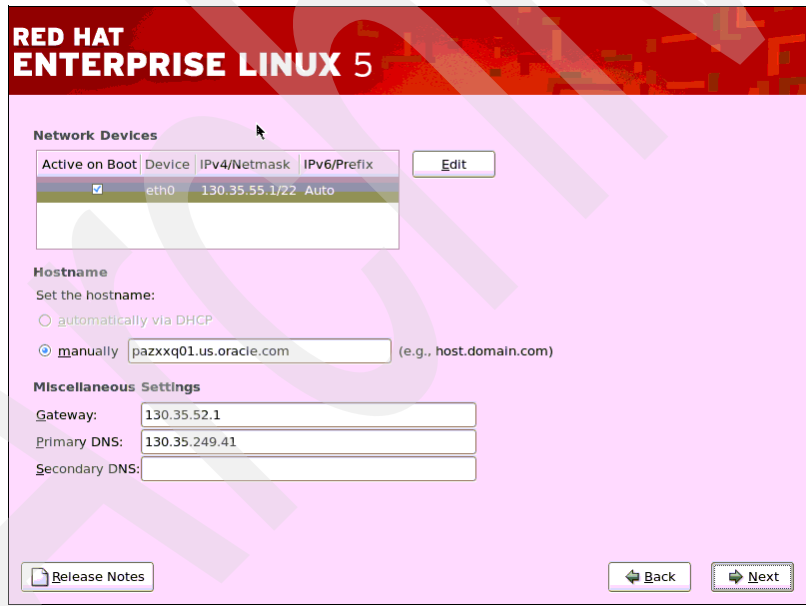 RED HAT
ENTERPRISE LINUX 5
Network Devices
Active on Boot Device IPv4/Netmask IPv6/Prefix
Edit
eth0 130.35.55.1/22 Auto
Hostname
Set the hostname:
automatically via DHCP
manually pazxxq01.us.oracle.com (e.g., host.domain.com)
Miscellaneous Settings
Gateway: 130.35.52.1
Primary DNS: 130.35.249.41
Secondary DNS:
Release Notes Back Next